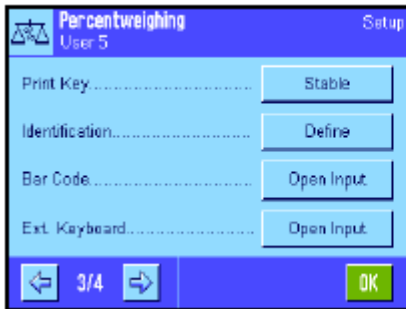 Percentweighing
Setup
User 5
Print Key.............................. Stable
Identification.......................... Define
Bar Code.............................. Open Input
Ext. Keyboard....................... Open Input
3/4
OK